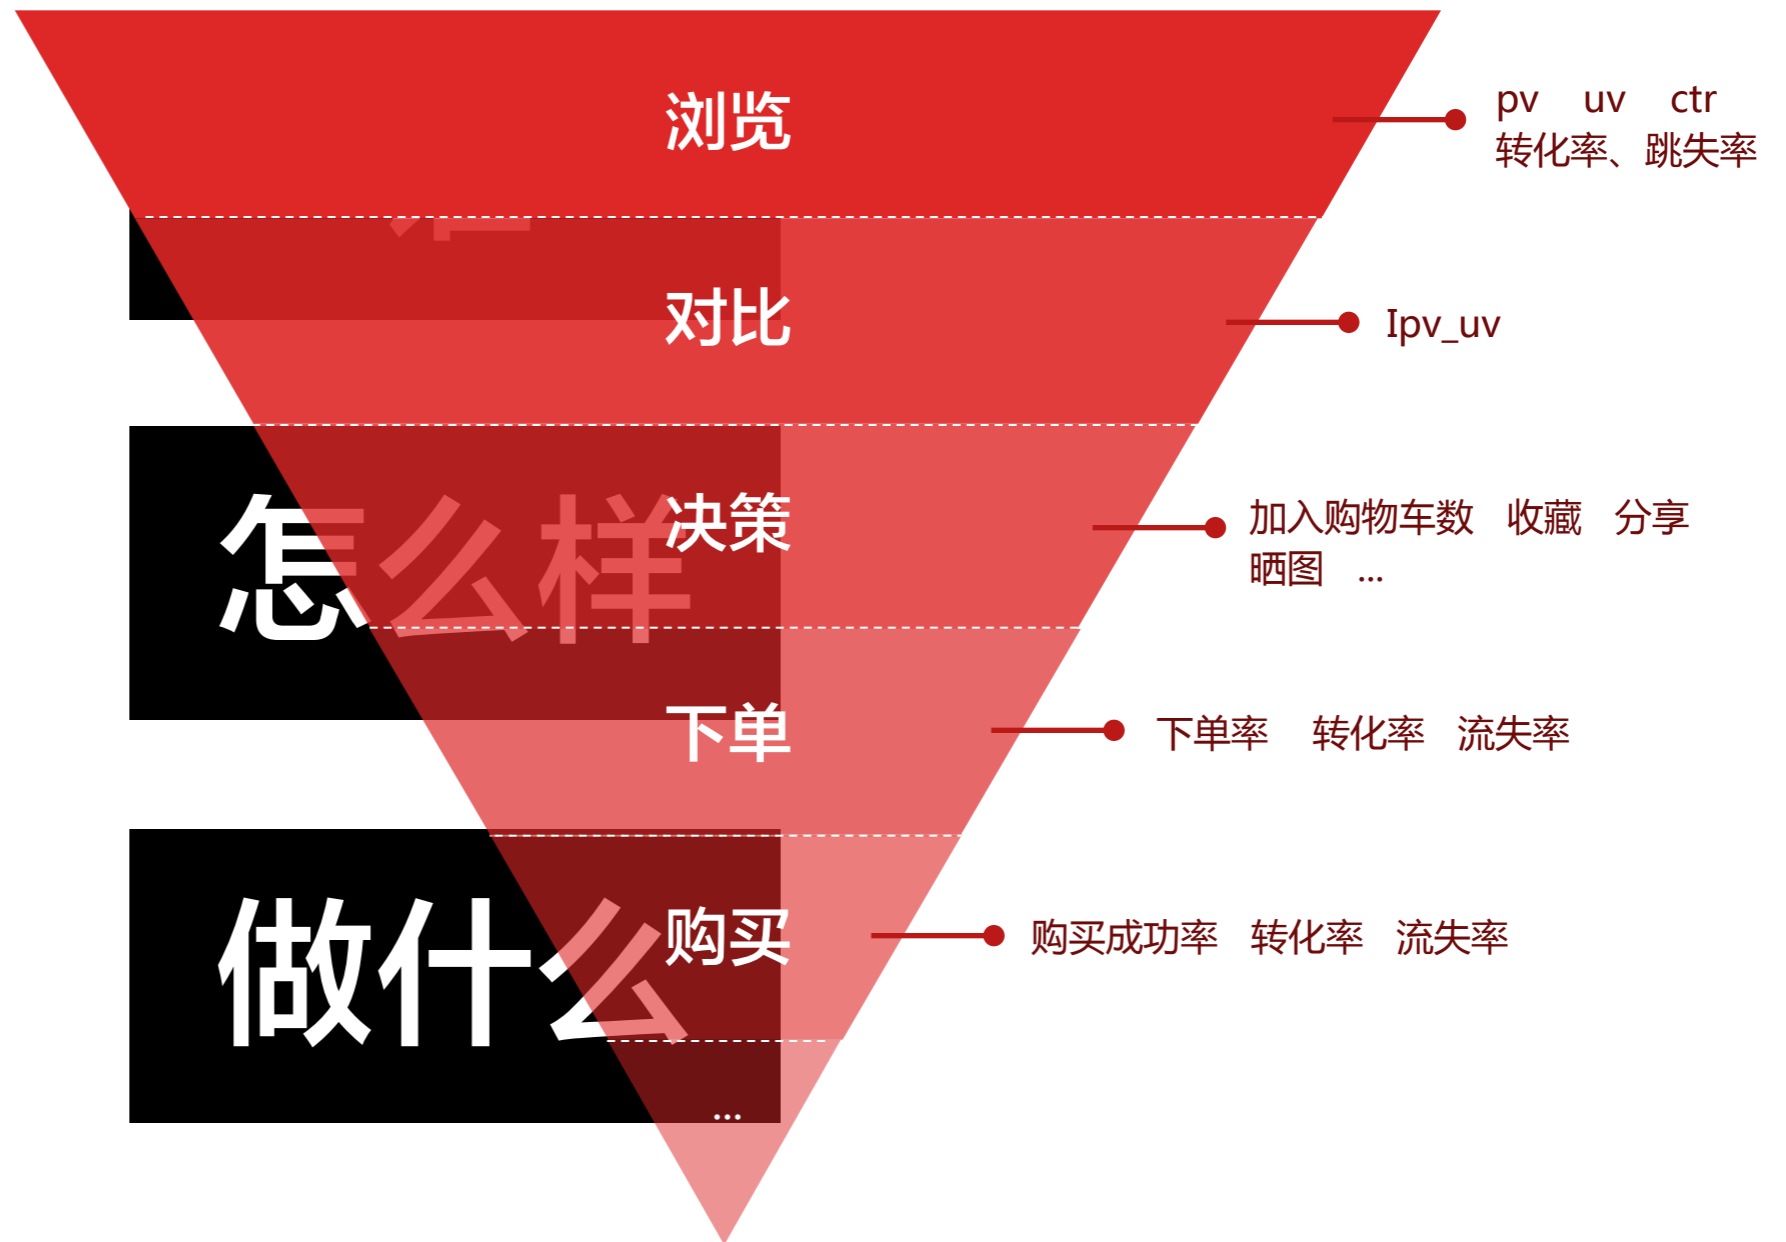 浏览
pv uv ctr
转化率、跳失率
对比
Ipv_uv
怎么样
决策
加入购物车数 收藏 分享
晒图 ...
下单
下单率 转化率 流失率
做什么
购买
购买成功率 转化率 流失率
...